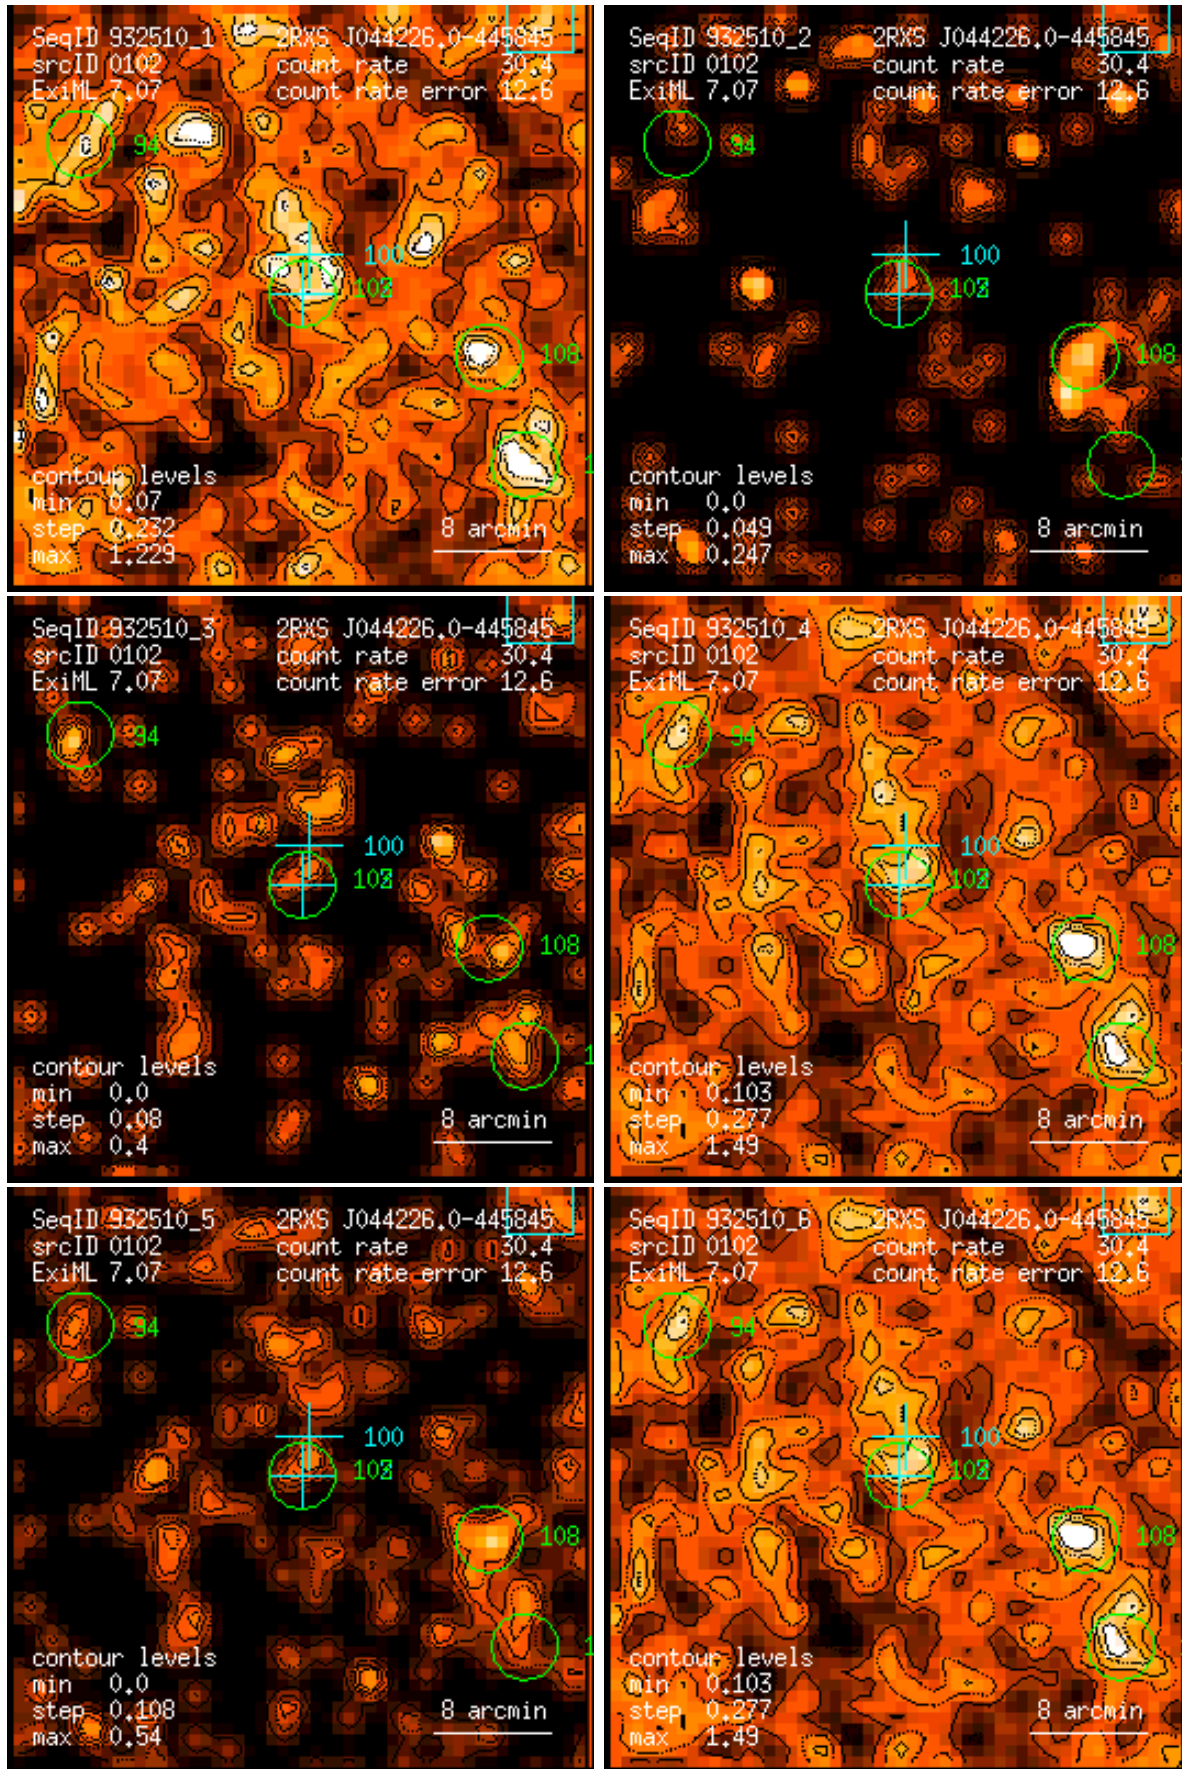 SeqID 932510_1 2RXS J044226.0-445845
srcID 0102 count rate 30.4
ExiML 7.07 count rate error 12.6
94
100
102
108
contour levels
min 0.07
step 0.232
max 1.229
8 arcmin
SeqID 932510_2 2RXS J044226.0-445845
srcID 0102 count rate 30.4
ExiML 7.07 count rate error 12.6
94
100
102
108
contour levels
min 0.0
step 0.049
max 0.247
8 arcmin
SeqID 932510_3 2RXS J044226.0-445845
srcID 0102 count rate 30.4
ExiML 7.07 count rate error 12.6
94
100
102
108
contour levels
min 0.0
step 0.08
max 0.4
8 arcmin
SeqID 932510_4 2RXS J044226.0-445845
srcID 0102 count rate 30.4
ExiML 7.07 count rate error 12.6
94
100
102
108
contour levels
min 0.103
step 0.277
max 1.49
8 arcmin
SeqID 932510_5 2RXS J044226.0-445845
srcID 0102 count rate 30.4
ExiML 7.07 count rate error 12.6
94
100
102
108
contour levels
min 0.0
step 0.108
max 0.54
8 arcmin
SeqID 932510_6 2RXS J044226.0-445845
srcID 0102 count rate 30.4
ExiML 7.07 count rate error 12.6
94
100
102
108
contour levels
min 0.103
step 0.277
max 1.49
8 arcmin